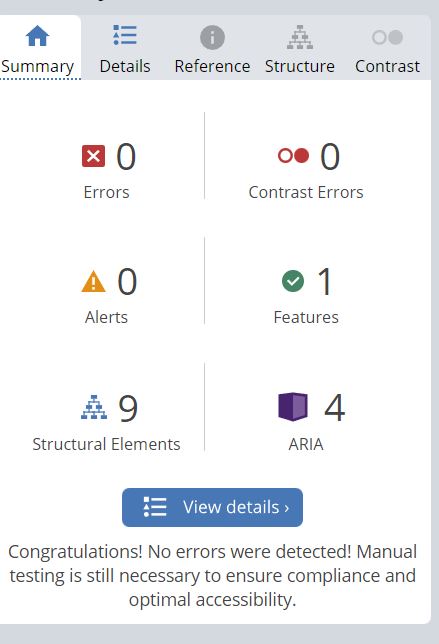 Summary Details Reference Structure Contrast
0 0
Errors Contrast Errors
0 1
Alerts Features
9 4
Structural Elements ARIA
View details ›
Congratulations! No errors were detected! Manual
testing is still necessary to ensure compliance and
optimal accessibility.